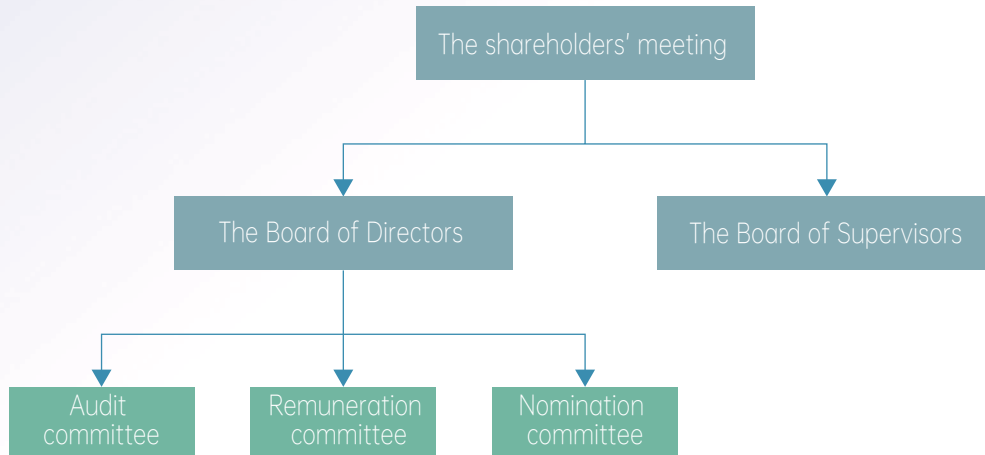 The shareholders' meeting
The Board of Directors
The Board of Supervisors
Audit
committee
Remuneration
committee
Nomination
committee